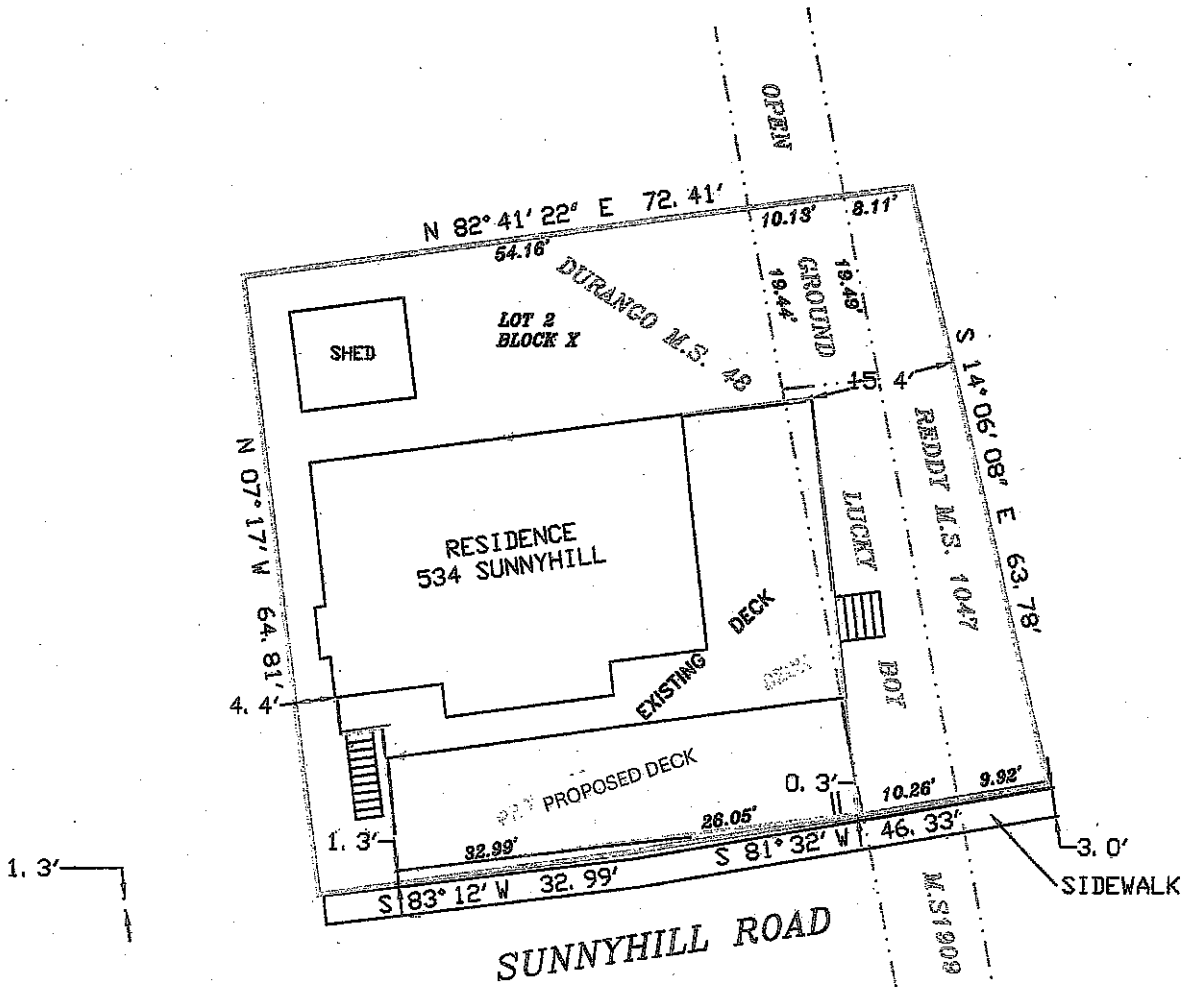 OPEN
N 82° 41' 22" E 72.41'
54.16'
10.13'
8.11'
DURANGO M.S. 48
GROUND
19.44'
19.49'
LOT 2
BLOCK X
SHED
15.4'
S 14° 06' 08" E 63.78'
REDDY M.S. 1047
N 07° 17' W 64.81'
LUCKY
RESIDENCE
534 SUNNYHILL
EXISTING DECK
DECK
BOY
4.4'
PROPOSED DECK
0.3'
10.26'
9.92'
1.3'
32.99'
26.05'
S 83° 12' W 32.99'
S 81° 32' W 46.33'
3.0'
1.3'
SIDEWALK
M.S1909
SUNNYHILL ROAD